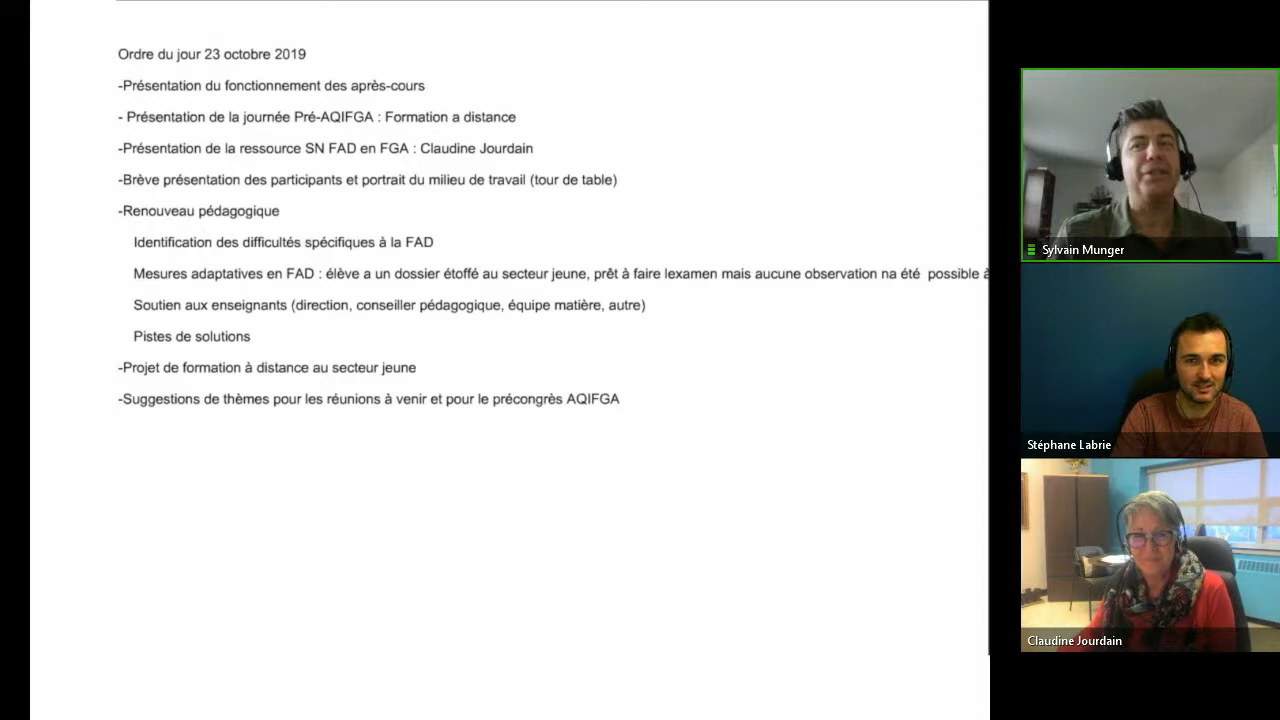 Ordre du jour 23 octobre 2019
-Présentation du fonctionnement des après-cours
- Présentation de la journée Pré-AQIFGA : Formation a distance
-Présentation de la ressource SN FAD en FGA : Claudine Jourdain
-Brève présentation des participants et portrait du milieu de travail (tour de table)
-Renouveau pédagogique
Identification des difficultés spécifiques à la FAD
Mesures adaptatives en FAD : élève a un dossier étoffé au secteur jeune, prêt à faire lexamen mais aucune observation na été possible à
Soutien aux enseignants (direction, conseiller pédagogique, équipe matière, autre)
Pistes de solutions
-Projet de formation à distance au secteur jeune
-Suggestions de thèmes pour les réunions à venir et pour le précongrès AQIFGA
Sylvain Munger
Stéphane Labrie
Claudine Jourdain